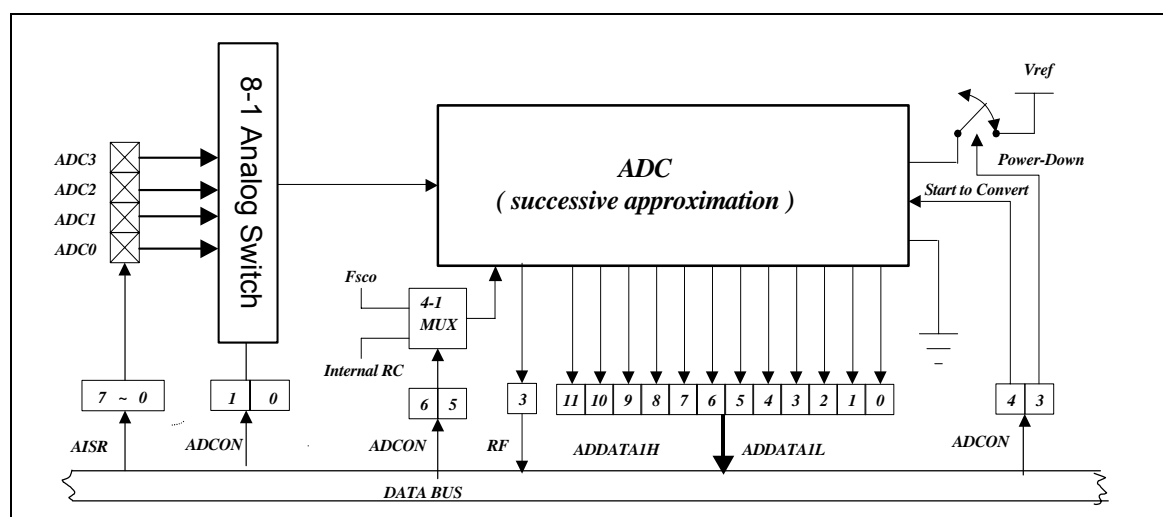 8-1 Analog Switch
ADC3
ADC2
ADC1
ADC0
ADC
( successive approximation )
Vref
Power-Down
Start to Convert
Fsco
4-1
MUX
Internal RC
7 ~ 0
1 0
6 5
3
11 10 9 8 7 6 5 4 3 2 1 0
4 3
AISR
ADCON
ADCON
RF
ADDATA1H
ADDATA1L
ADCON
DATA BUS